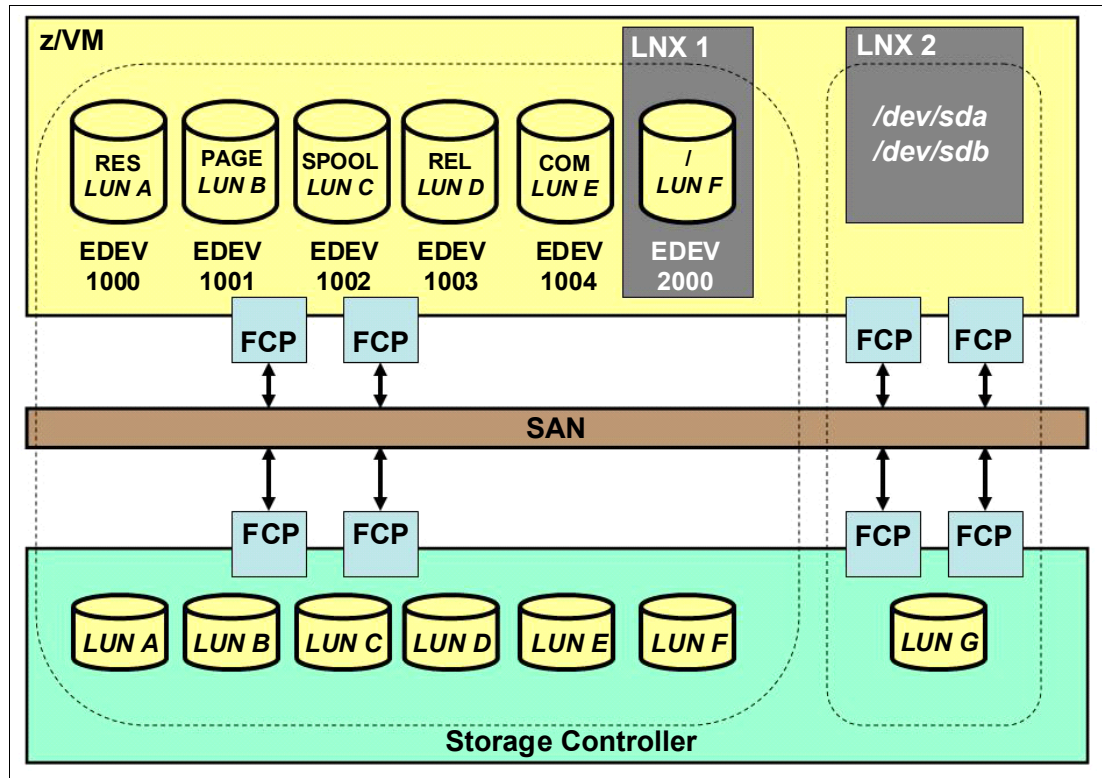 z/VM
LNX 1
LNX 2
RES
LUN A
PAGE
LUN B
SPOOL
LUN C
REL
LUN D
COM
LUN E
/
LUN F
/dev/sda
/dev/sdb
EDEV
1000
EDEV
1001
EDEV
1002
EDEV
1003
EDEV
1004
EDEV
2000
FCP
FCP
FCP
FCP
SAN
FCP
FCP
FCP
FCP
LUN A
LUN B
LUN C
LUN D
LUN E
LUN F
LUN G
Storage Controller